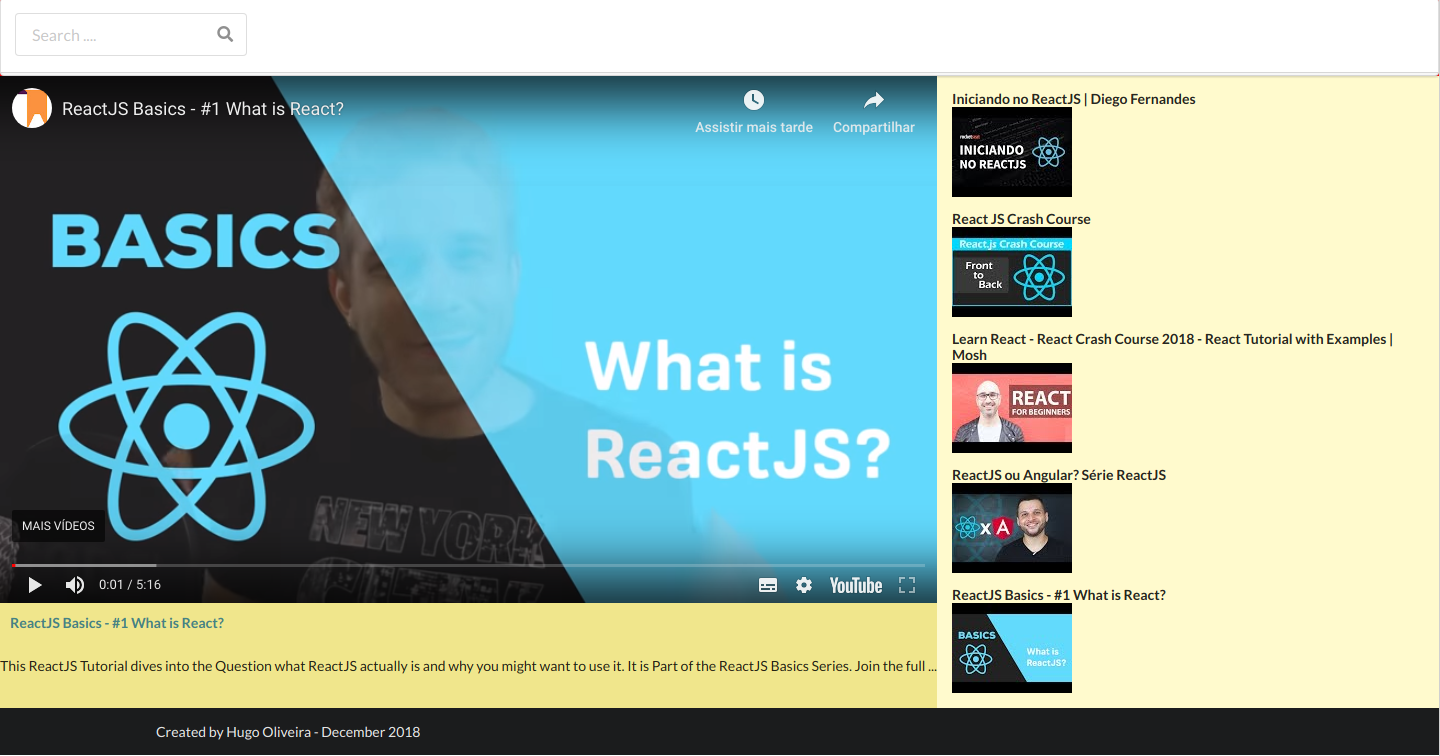 Search ....
ReactJS Basics - #1 What is React?
Assistir mais tarde
Compartilhar
BASICS
What is
ReactJS?
NEW YORK
MAIS VÍDEOS
0:01 / 5:16
YouTube
ReactJS Basics - #1 What is React?
This ReactJS Tutorial dives into the Question what ReactJS actually is and why you might want to use it. It is Part of the ReactJS Basics Series. Join the full ...
Iniciando no ReactJS | Diego Fernandes
rocketseat
INICIANDO
NO REACTJS
React JS Crash Course
React.js Crash Course
Front
to
Back
Learn React - React Crash Course 2018 - React Tutorial with Examples |
Mosh
REACT
FOR BEGINNERS
ReactJS ou Angular? Série ReactJS
X A
ReactJS Basics - #1 What is React?
BASICS
What is
ReactJS?
Created by Hugo Oliveira - December 2018